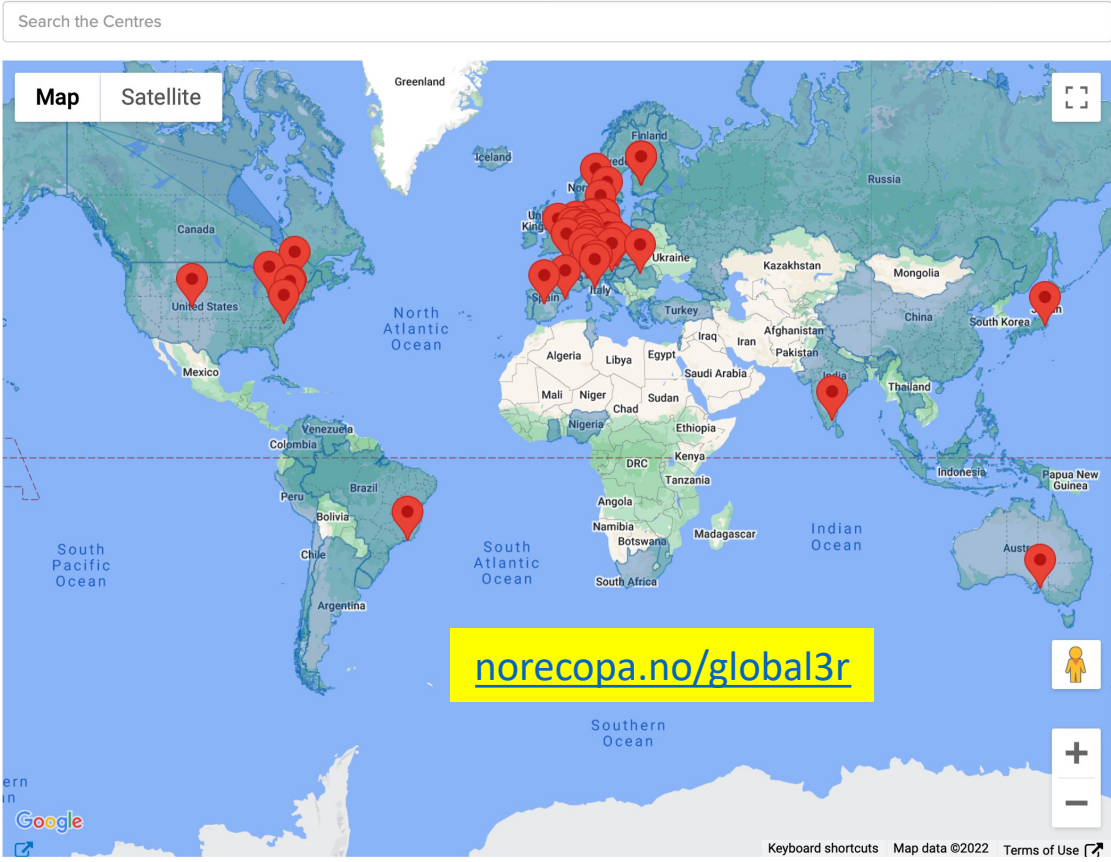 Search the Centres
Map
Satellite
Greenland
Iceland
Finland
Russia
Canada
Ukraine
Kazakhstan
Mongolia
United States
Spain
Italy
Turkey
China
South Korea
North
Atlantic
Ocean
Iraq
Iran
Afghanistan
Pakistan
Algeria
Libya
Egypt
Saudi Arabia
Mexico
India
Thailand
Mali
Niger
Chad
Sudan
Nigeria
Ethiopia
Venezuela
Colombia
DRC
Kenya
Tanzania
Indonesia
Papua New
Guinea
Peru
Brazil
Bolivia
Angola
Namibia
Botswana
Madagascar
Indian
Ocean
South
Pacific
Ocean
Chile
South
Atlantic
Ocean
South Africa
Argentina
norecopa.no/global3r
Southern
Ocean
ern
Google
Keyboard shortcuts
Map data ©2022
Terms of Use